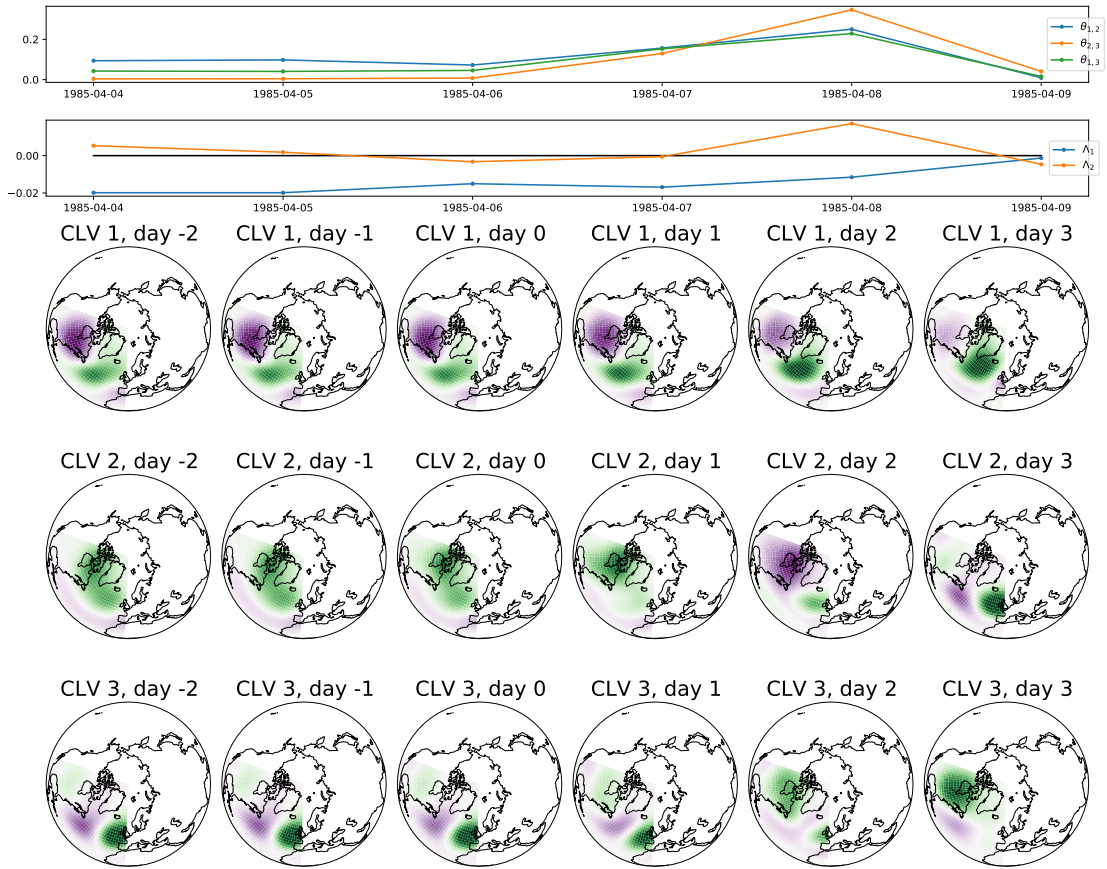 0.2
0.0
θ1,2
θ2,3
θ1,3
1985-04-04 1985-04-05 1985-04-06 1985-04-07 1985-04-08 1985-04-09
0.00
−0.02
Λ1
Λ2
1985-04-04 1985-04-05 1985-04-06 1985-04-07 1985-04-08 1985-04-09
CLV 1, day -2 CLV 1, day -1 CLV 1, day 0 CLV 1, day 1 CLV 1, day 2 CLV 1, day 3
CLV 2, day -2 CLV 2, day -1 CLV 2, day 0 CLV 2, day 1 CLV 2, day 2 CLV 2, day 3
CLV 3, day -2 CLV 3, day -1 CLV 3, day 0 CLV 3, day 1 CLV 3, day 2 CLV 3, day 3